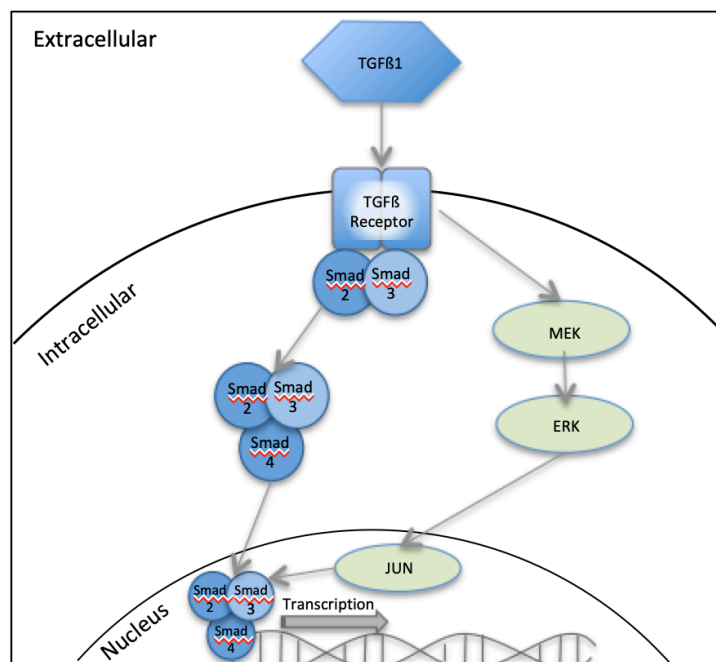 Extracellular
TGFß1
TGFß
Receptor
Smad
2
Smad
3
Intracellular
MEK
Smad
2
Smad
3
Smad
4
ERK
JUN
Nucleus
Smad
2
Smad
3
Smad
4
Transcription